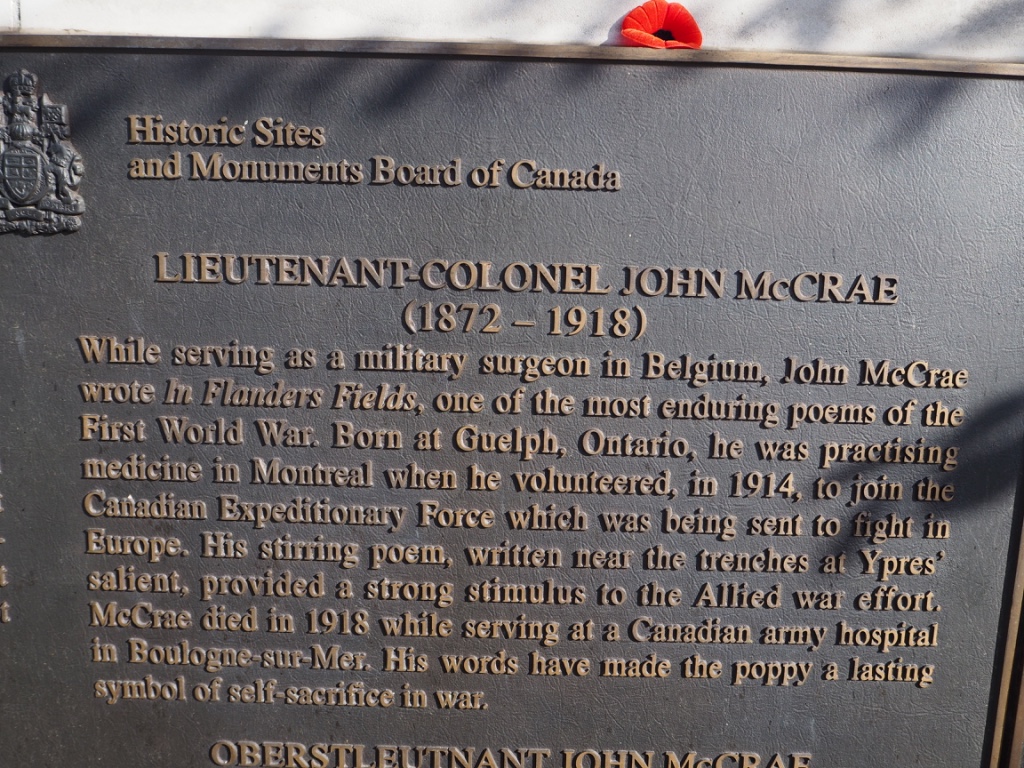 Historic Sites
and Monuments Board of Canada
LIEUTENANT-COLONEL JOHN McCRAE
(1872 – 1918)
While serving as a military surgeon in Belgium, John McCrae
wrote In Flanders Fields, one of the most enduring poems of the
First World War. Born at Guelph, Ontario, he was practising
medicine in Montreal when he volunteered, in 1914, to join the
Canadian Expeditionary Force which was being sent to fight in
Europe. His stirring poem, written near the trenches at Ypres'
salient, provided a strong stimulus to the Allied war effort.
McCrae died in 1918 while serving at a Canadian army hospital
in Boulogne-sur-Mer. His words have made the poppy a lasting
symbol of self-sacrifice in war.
OBERSTLEUTNANT JOHN McCRAE